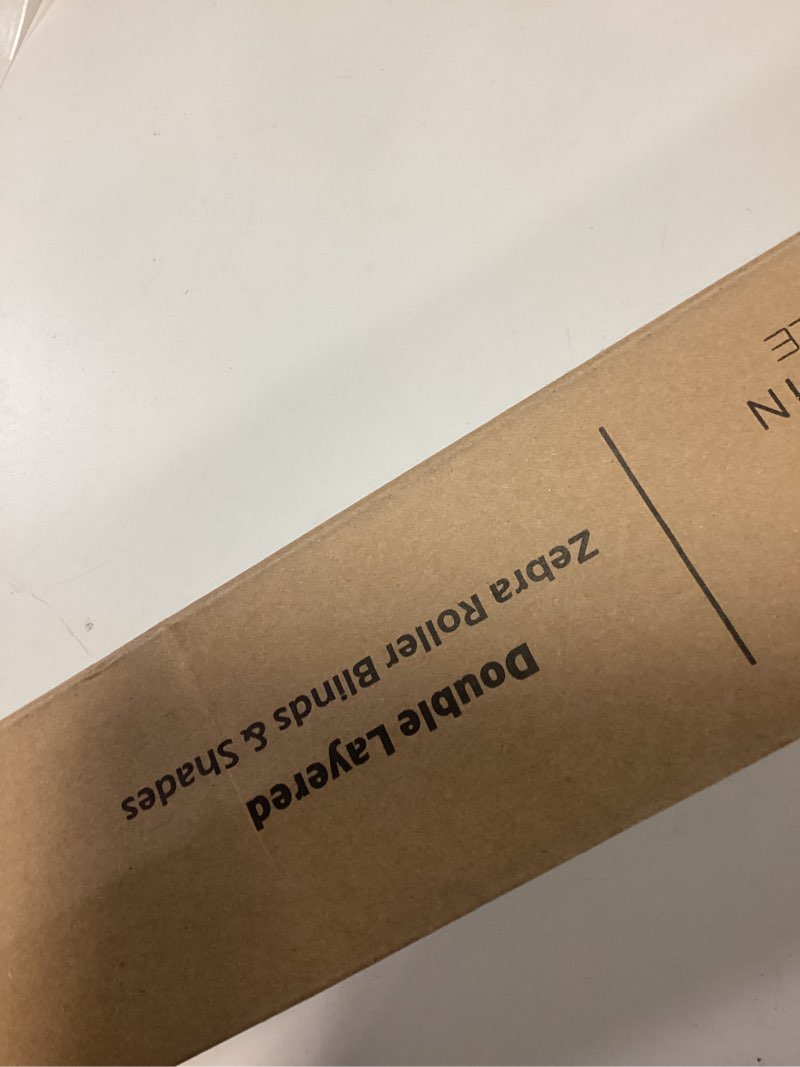 Double Layered
Zebra Roller Blinds & Shades